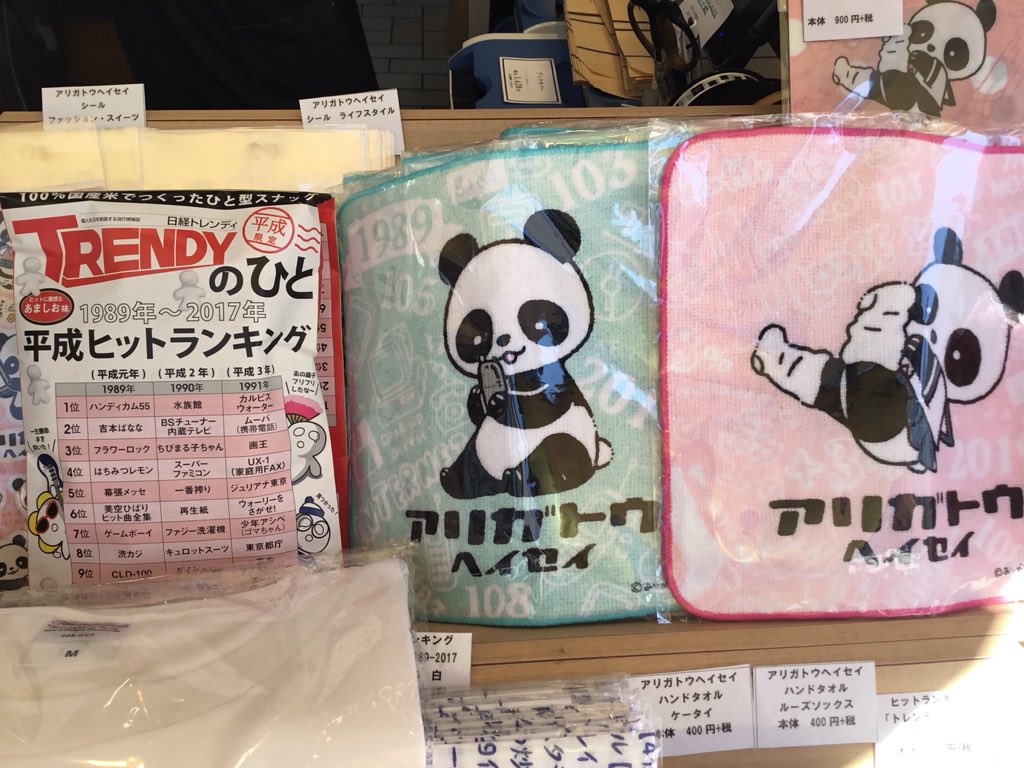 本体 900円+税
アリガトウヘイセイ
シール
ファッション・スイーツ
アリガトウヘイセイ
シール ライフスタイル
100%国産米でつくったひと型スナック
日経トレンディ
TRENDY
平成
限定
のひと
ヒットに敏感な
あましお味
1989年〜2017年
平成ヒットランキング
(平成元年) (平成2年) (平成3年)
1989年 1990年 1991年
1位 ハンディカム55 水族館 カルピスウォーター
2位 吉本ばなな BSチューナー内蔵テレビ ムーバ(携帯電話)
3位 フラワーロック ちびまる子ちゃん 画王
4位 はちみつレモン スーパーファミコン UX-1(家庭用FAX)
5位 幕張メッセ 一番搾り ジュリアナ東京
6位 美空ひばりヒット曲全集 再生紙 ウォーリーをさがせ!
7位 ゲームボーイ ファジー洗濯機 少年アシベ(ゴマちゃん)
8位 渋カジ キュロットスーツ 東京都庁
9位 CLD-100
1989
103
108
アリガトウ
ヘイセイ
アリガトウ
ヘイセイ
M
キング
89-2017
白
アリガトウヘイセイ
ハンドタオル
ケータイ
本体 400円+税
アリガトウヘイセイ
ハンドタオル
ルーズソックス
本体 400円+税
ヒットラン
「トレン